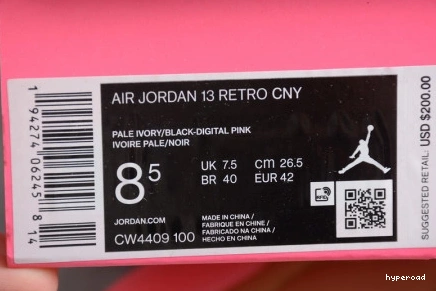 AIR JORDAN 13 RETRO CNY
PALE IVORY/BLACK-DIGITAL PINK
IVOIRE PALE/NOIR
8 5
UK 7.5 cm 26.5
BR 40 EUR 42
JORDAN.COM
CW4409 100
MADE IN CHINA /
FABRIQUE EN CHINE /
FABRICADO NA CHINA /
HECHO EN CHINA
1 94274 06245 8 14
SUGGESTED RETAIL: USD $200.00
hyperoad